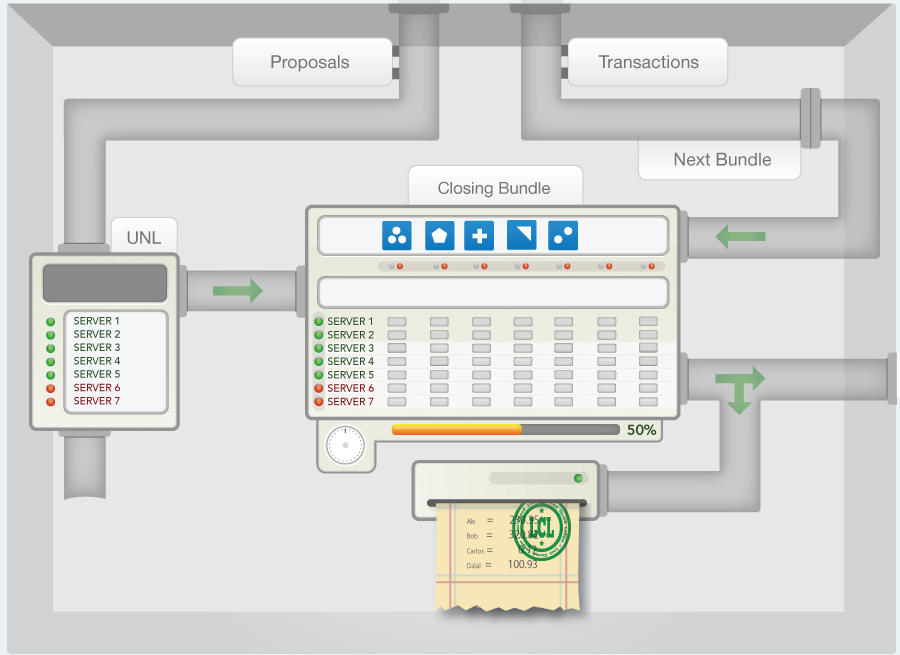 Proposals
Transactions
Next Bundle
Closing Bundle
UNL
SERVER 1
SERVER 2
SERVER 3
SERVER 4
SERVER 5
SERVER 6
SERVER 7
SERVER 1
SERVER 2
SERVER 3
SERVER 4
SERVER 5
SERVER 6
SERVER 7
50%
LCL
Aki =
Bob =
Carlos =
Dalal = 100.93